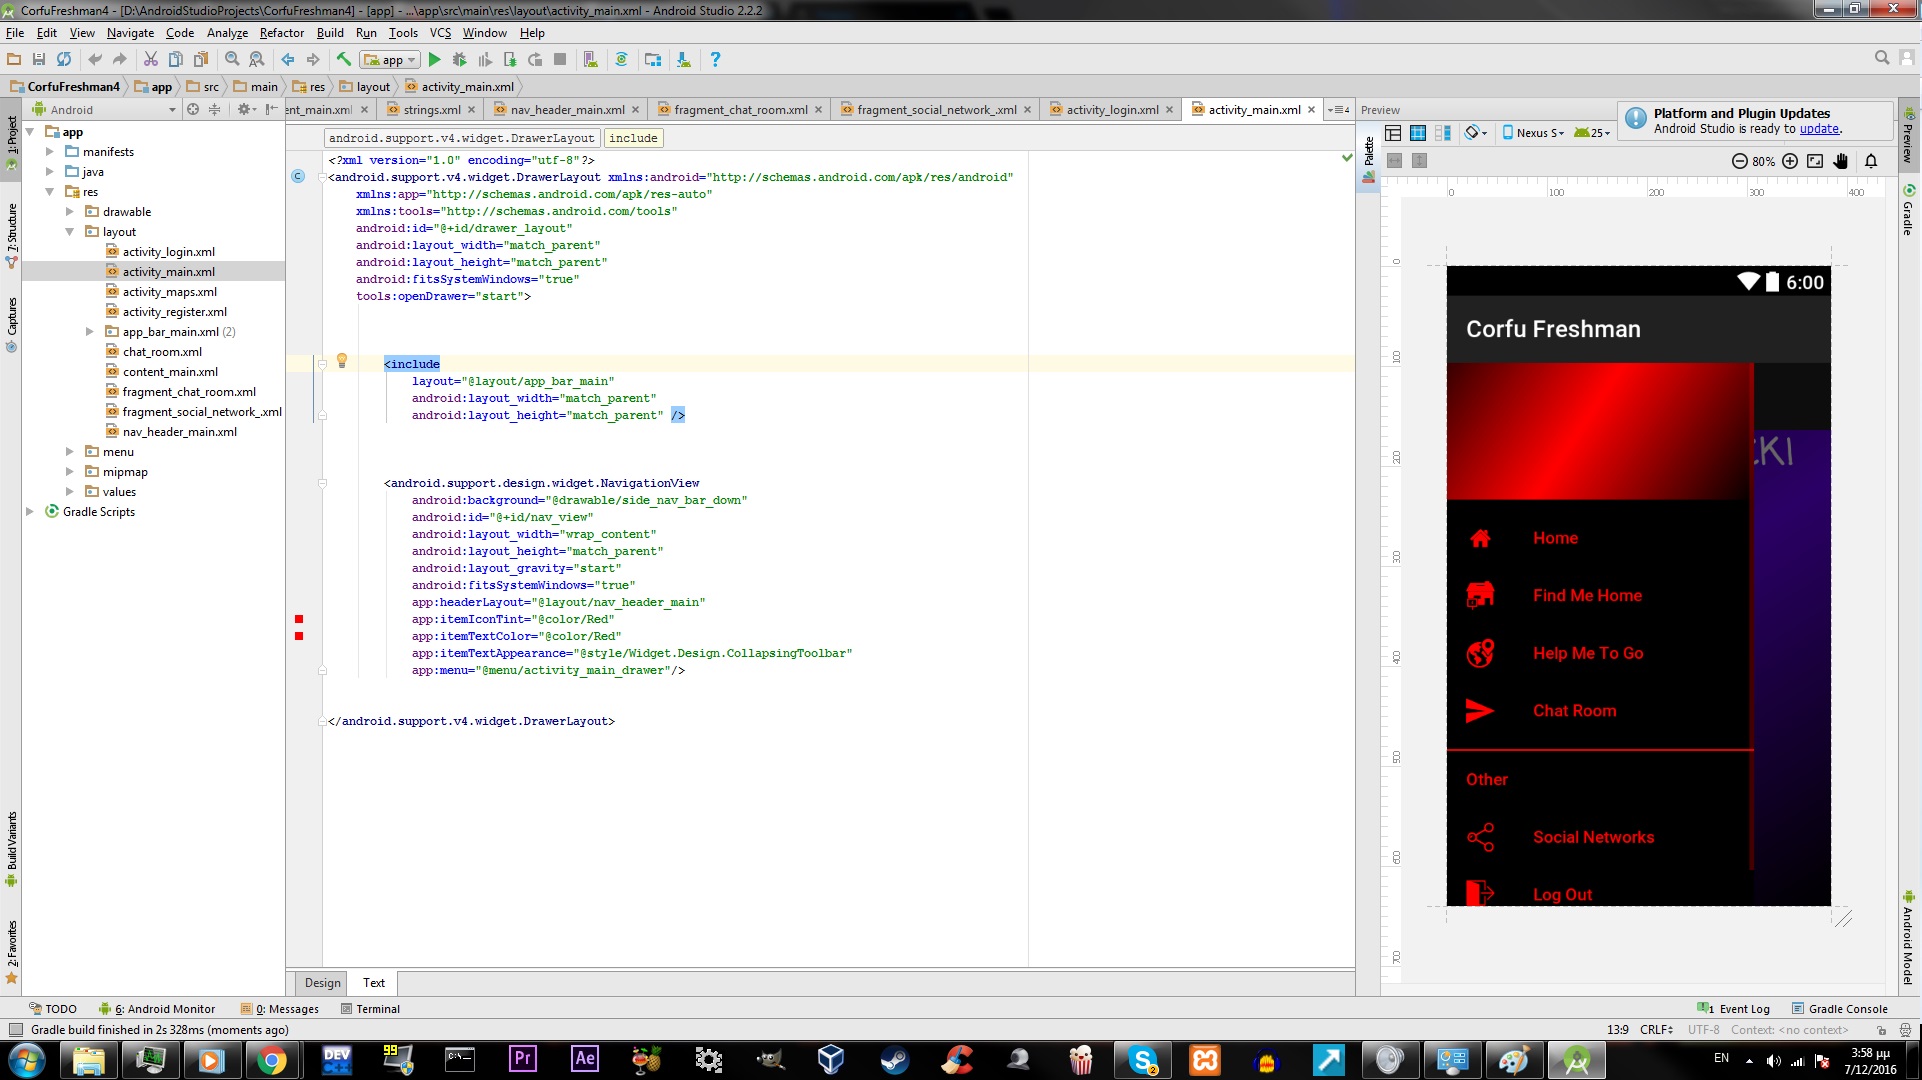 CorfuFreshman4 - [D:\AndroidStudioProjects\CorfuFreshman4] - [app] - ...\app\src\main\res\layout\activity_main.xml - Android Studio 2.2.2
File Edit View Navigate Code Analyze Refactor Build Run Tools VCS Window Help
app
CorfuFreshman4 app src main res layout activity_main.xml
Android
ent_main.xml strings.xml nav_header_main.xml fragment_chat_room.xml fragment_social_network_.xml activity_login.xml activity_main.xml 4
1: Project
7: Structure
Captures
Build Variants
2: Favorites
app
manifests
java
res
drawable
layout
activity_login.xml
activity_main.xml
activity_maps.xml
activity_register.xml
app_bar_main.xml (2)
chat_room.xml
content_main.xml
fragment_chat_room.xml
fragment_social_network_.xml
nav_header_main.xml
menu
mipmap
values
Gradle Scripts
android.support.v4.widget.DrawerLayout include
<?xml version="1.0" encoding="utf-8"?>
<android.support.v4.widget.DrawerLayout xmlns:android="http://schemas.android.com/apk/res/android"
xmlns:app="http://schemas.android.com/apk/res-auto"
xmlns:tools="http://schemas.android.com/tools"
android:id="@+id/drawer_layout"
android:layout_width="match_parent"
android:layout_height="match_parent"
android:fitsSystemWindows="true"
tools:openDrawer="start">
<include
layout="@layout/app_bar_main"
android:layout_width="match_parent"
android:layout_height="match_parent" />
<android.support.design.widget.NavigationView
android:background="@drawable/side_nav_bar_down"
android:id="@+id/nav_view"
android:layout_width="wrap_content"
android:layout_height="match_parent"
android:layout_gravity="start"
android:fitsSystemWindows="true"
app:headerLayout="@layout/nav_header_main"
app:itemIconTint="@color/Red"
app:itemTextColor="@color/Red"
app:itemTextAppearance="@style/Widget.Design.CollapsingToolbar"
app:menu="@menu/activity_main_drawer"/>
</android.support.v4.widget.DrawerLayout>
Design Text
Preview
Platform and Plugin Updates
Android Studio is ready to update.
Palette
Nexus S 25
80%
0 100 200 300 400
0
100
200
300
400
500
600
700
6:00
Corfu Freshman
Home
Find Me Home
Help Me To Go
Chat Room
Other
Social Networks
Log Out
Preview
Gradle
Android Model
TODO 6: Android Monitor 0: Messages Terminal 1 Event Log Gradle Console
Gradle build finished in 2s 328ms (moments ago) 13:9 CRLF UTF-8 Context: <no context>
DEV
99
C:\
Pr
Ae
2
EN
3:58 μμ
7/12/2016